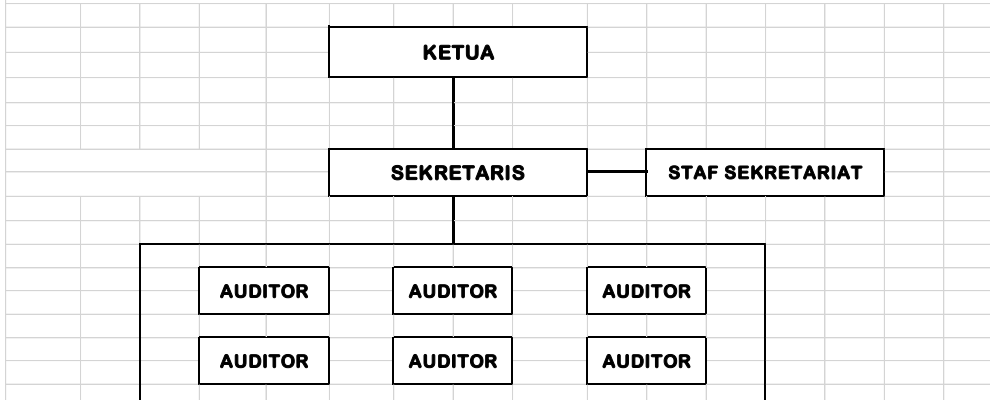 KETUA
SEKRETARIS
STAF SEKRETARIAT
AUDITOR
AUDITOR
AUDITOR
AUDITOR
AUDITOR
AUDITOR